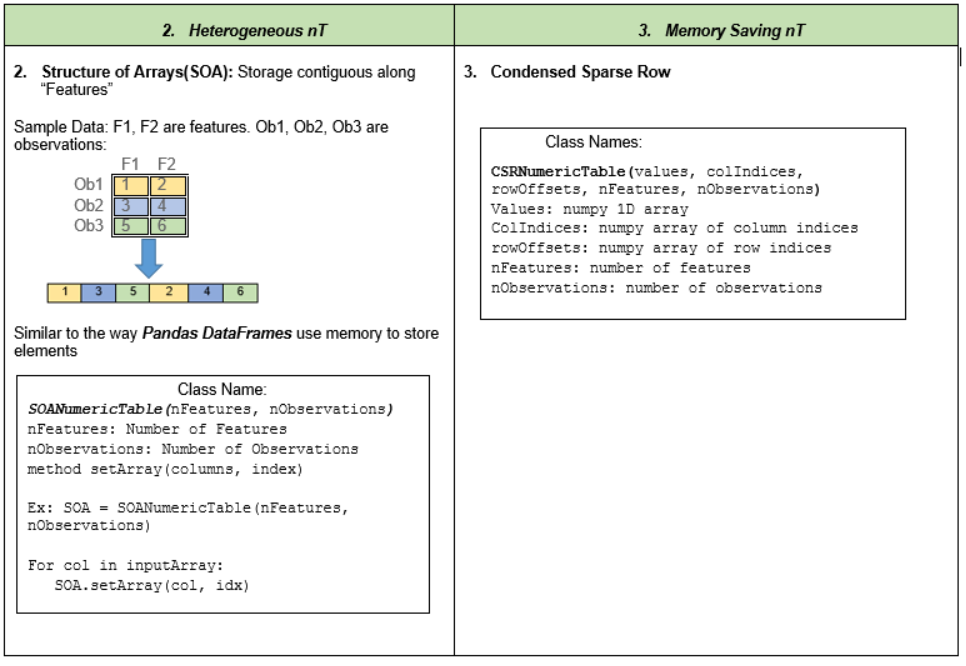 2. Heterogeneous nT
2. Structure of Arrays(SOA): Storage contiguous along
“Features”
Sample Data: F1, F2 are features. Ob1, Ob2, Ob3 are
observations:
F1 F2
Ob1 1 2
Ob2 3 4
Ob3 5 6
1 3 5 2 4 6
Similar to the way Pandas DataFrames use memory to store
elements
Class Name:
SOANumericTable(nFeatures, nObservations)
nFeatures: Number of Features
nObservations: Number of Observations
method setArray(columns, index)
Ex: SOA = SOANumericTable(nFeatures,
nObservations)
For col in inputArray:
SOA.setArray(col, idx)
3. Memory Saving nT
3. Condensed Sparse Row
Class Names:
CSRNumericTable(values, colIndices,
rowOffsets, nFeatures, nObservations)
Values: numpy 1D array
ColIndices: numpy array of column indices
rowOffsets: numpy array of row indices
nFeatures: number of features
nObservations: number of observations